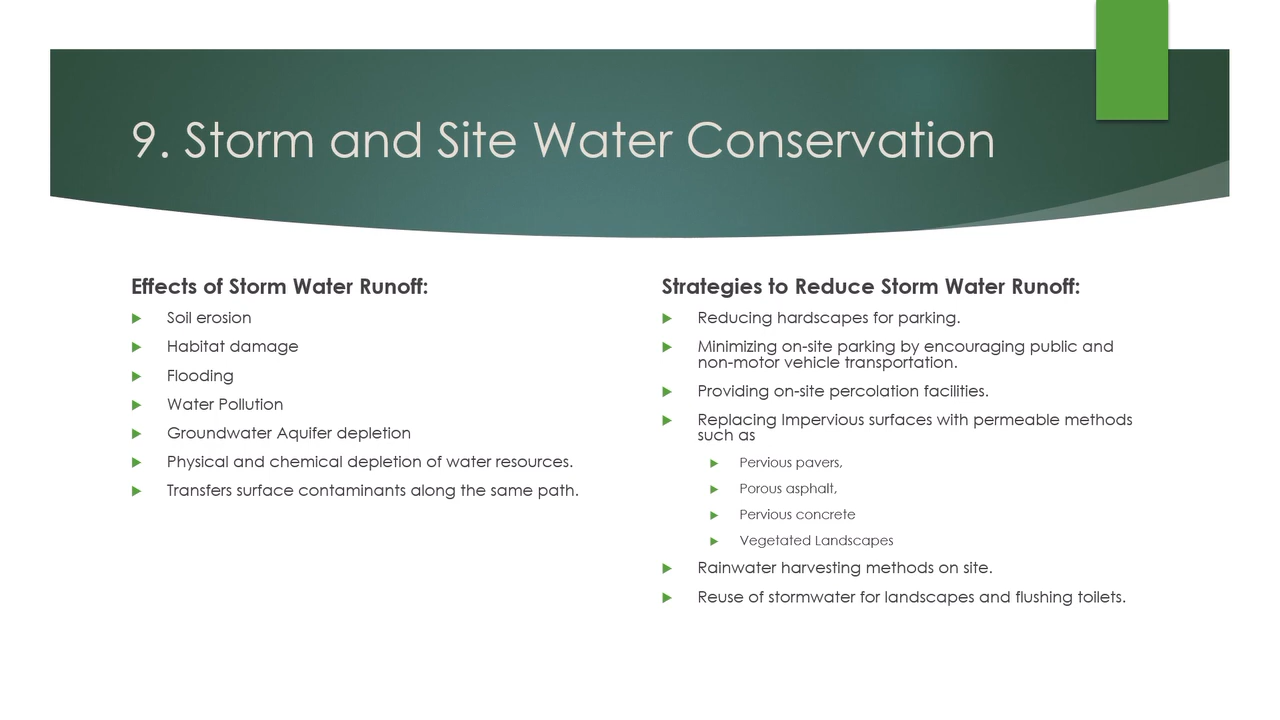 9. Storm and Site Water Conservation
Effects of Storm Water Runoff:
Soil erosion
Habitat damage
Flooding
Water Pollution
Groundwater Aquifer depletion
Physical and chemical depletion of water resources.
Transfers surface contaminants along the same path.
Strategies to Reduce Storm Water Runoff:
Reducing hardscapes for parking.
Minimizing on-site parking by encouraging public and
non-motor vehicle transportation.
Providing on-site percolation facilities.
Replacing Impervious surfaces with permeable methods
such as
Pervious pavers,
Porous asphalt,
Pervious concrete
Vegetated Landscapes
Rainwater harvesting methods on site.
Reuse of stormwater for landscapes and flushing toilets.